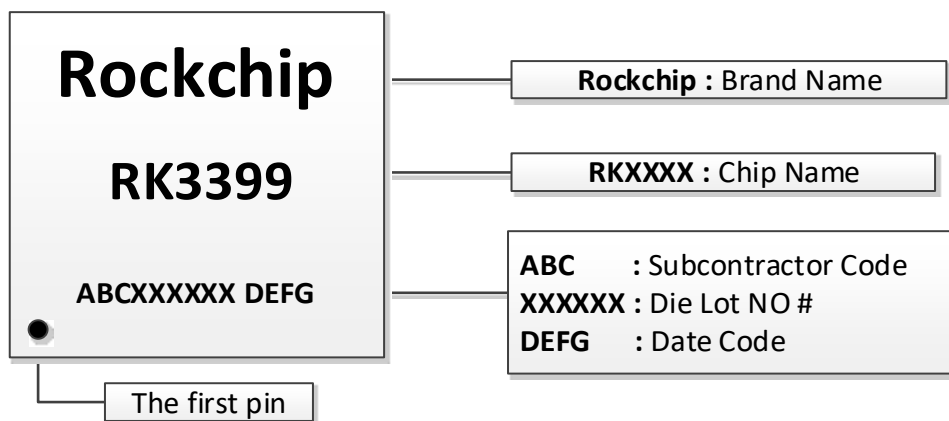 Rockchip
RK3399
ABCXXXXXX DEFG
The first pin
Rockchip : Brand Name
RKXXXX : Chip Name
ABC : Subcontractor Code
XXXXXX : Die Lot NO #
DEFG : Date Code